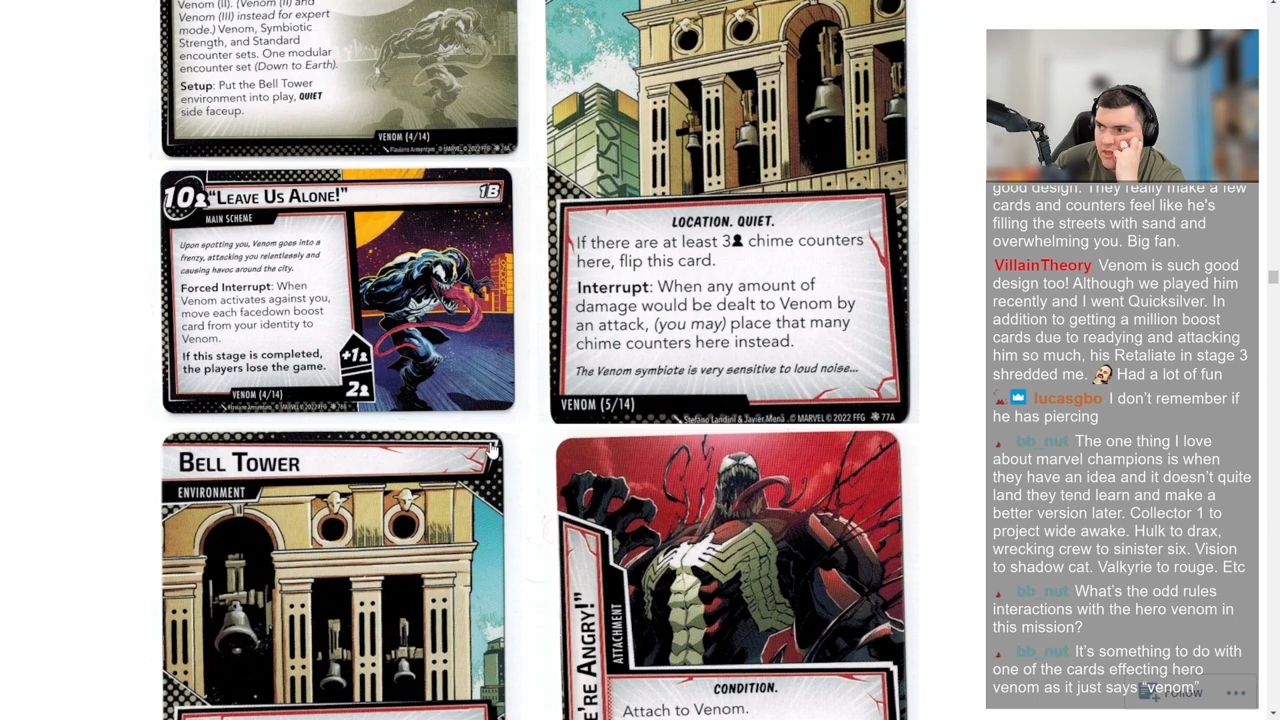 Venom (II). (Venom (II) and
Venom (III) instead for expert
mode.) Venom, Symbiotic
Strength, and Standard
encounter sets. One modular
encounter set (Down to Earth).
Setup: Put the Bell Tower
environment into play, QUIET
side faceup.
VENOM (4/14)
10 "LEAVE US ALONE!" 1B
MAIN SCHEME
Upon spotting you, Venom goes into a
frenzy, attacking you relentlessly and
causing havoc around the city.
Forced Interrupt: When
Venom activates against you,
move each facedown boost
card from your identity to
Venom.
If this stage is completed,
the players lose the game.
+1
2
VENOM (4/14)
LOCATION. QUIET.
If there are at least 3 chime counters
here, flip this card.
Interrupt: When any amount of
damage would be dealt to Venom by
an attack, (you may) place that many
chime counters here instead.
The Venom symbiote is very sensitive to loud noise...
VENOM (5/14)
Stefano Landini & Javier Mena. © MARVEL © 2022 FFG 77A
BELL TOWER
ENVIRONMENT
E'RE ANGRY!"
ATTACHMENT
CONDITION.
Attach to Venom.
good design. They really make a few
cards and counters feel like he's
filling the streets with sand and
overwhelming you. Big fan.
VillainTheory Venom is such good
design too! Although we played him
recently and I went Quicksilver. In
addition to getting a million boost
cards due to readying and attacking
him so much, his Retaliate in stage 3
shredded me. Had a lot of fun
lucasgbo I don't remember if
he has piercing
bb_nut The one thing I love
about marvel champions is when
they have an idea and it doesn't quite
land they tend learn and make a
better version later. Collector 1 to
project wide awake. Hulk to drax,
wrecking crew to sinister six. Vision
to shadow cat. Valkyrie to rouge. Etc
bb_nut What's the odd rules
interactions with the hero venom in
this mission?
bb_nut It's something to do with
one of the cards effecting hero
venom as it just says "venom"
Follow